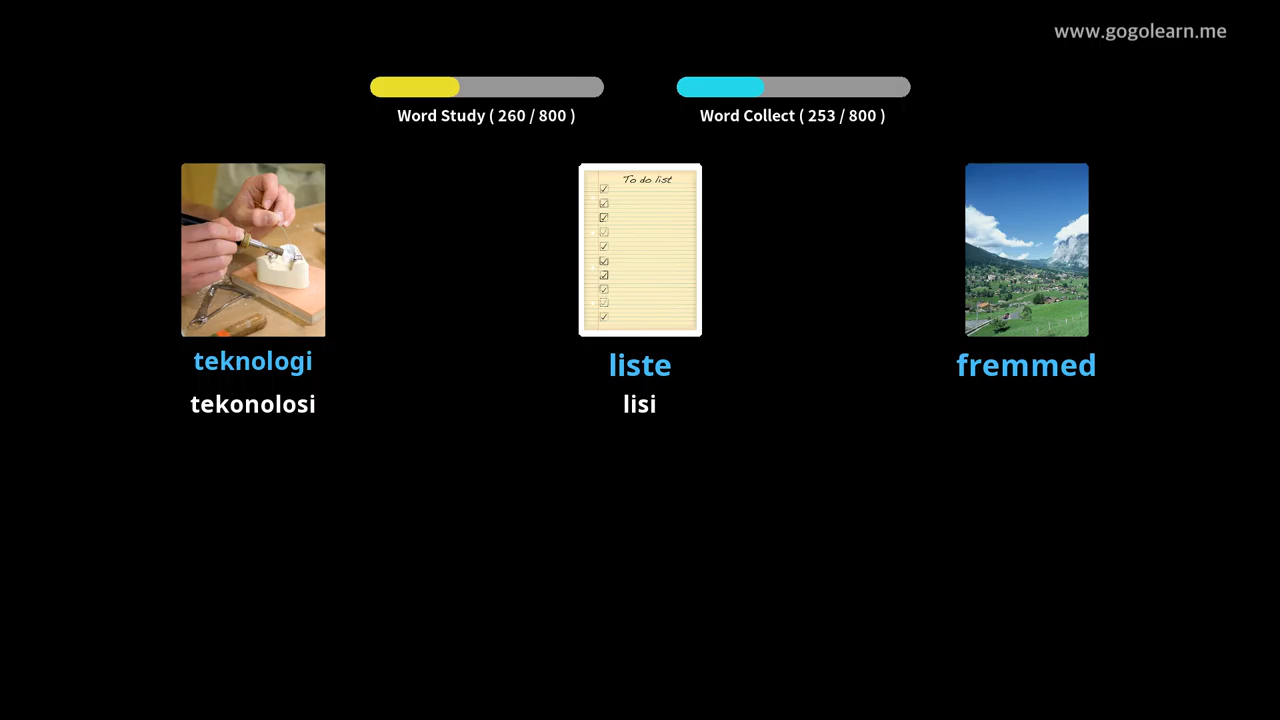 www.gogolearn.me
Word Study ( 260 / 800 )
Word Collect ( 253 / 800 )
To do list
teknologi
liste
fremmed
tekonolosi
lisi